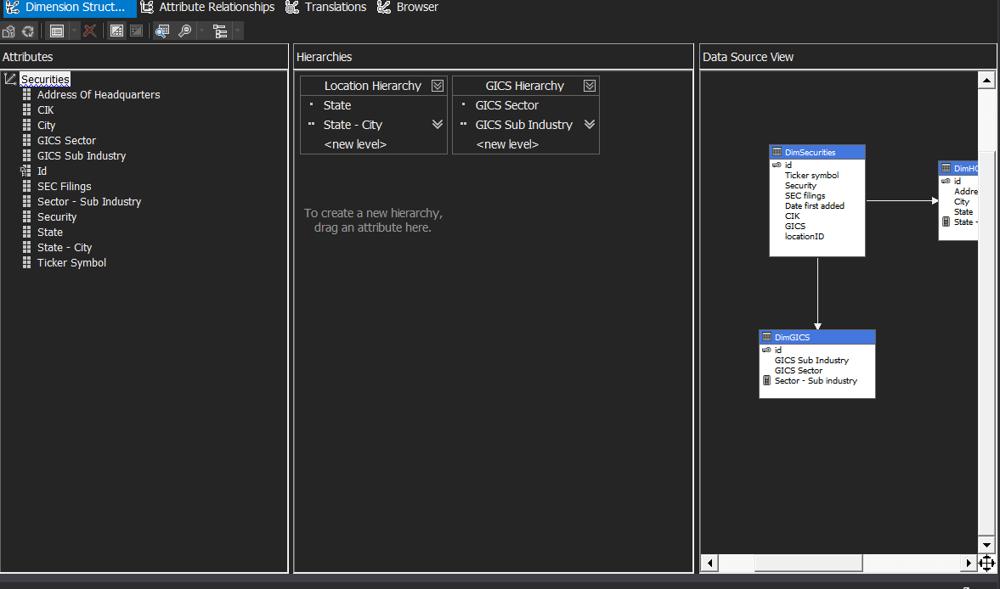 Dimension Struct... Attribute Relationships Translations Browser
Attributes
Securities
Address Of Headquarters
CIK
City
GICS Sector
GICS Sub Industry
Id
SEC Filings
Sector - Sub Industry
Security
State
State - City
Ticker Symbol
Hierarchies
Location Hierarchy
State
State - City
<new level>
GICS Hierarchy
GICS Sector
GICS Sub Industry
<new level>
To create a new hierarchy,
drag an attribute here.
Data Source View
DimSecurities
id
Ticker symbol
Security
SEC filings
Date first added
CIK
GICS
locationID
DimHQ
id
Addre
City
State
State -
DimGICS
id
GICS Sub Industry
GICS Sector
Sector - Sub industry